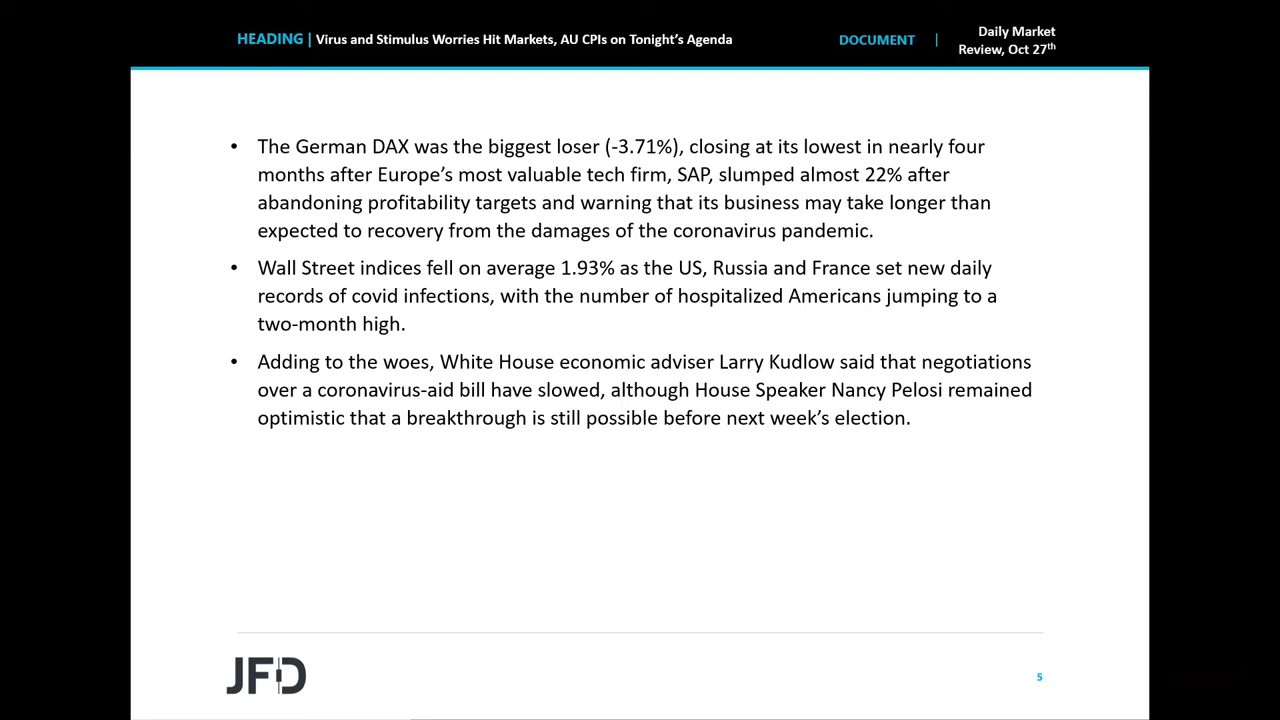 HEADING | Virus and Stimulus Worries Hit Markets, AU CPIs on Tonight's Agenda
DOCUMENT |
Daily Market
Review, Oct 27th
• The German DAX was the biggest loser (-3.71%), closing at its lowest in nearly four
months after Europe's most valuable tech firm, SAP, slumped almost 22% after
abandoning profitability targets and warning that its business may take longer than
expected to recovery from the damages of the coronavirus pandemic.
• Wall Street indices fell on average 1.93% as the US, Russia and France set new daily
records of covid infections, with the number of hospitalized Americans jumping to a
two-month high.
• Adding to the woes, White House economic adviser Larry Kudlow said that negotiations
over a coronavirus-aid bill have slowed, although House Speaker Nancy Pelosi remained
optimistic that a breakthrough is still possible before next week's election.
JFD
5